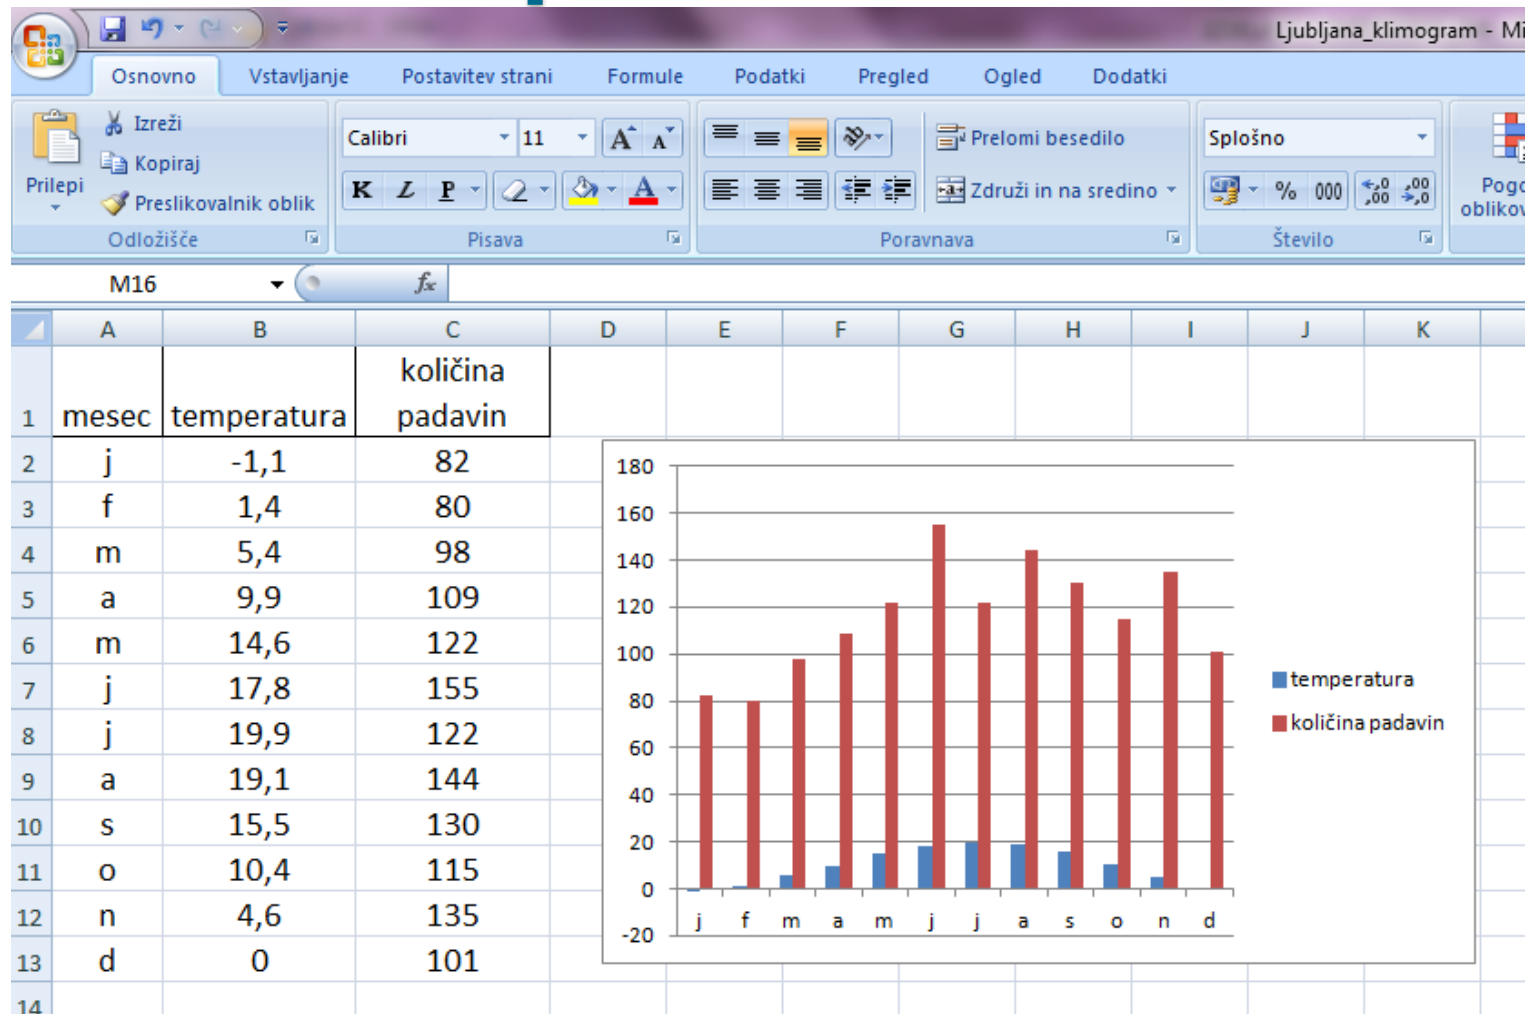 Ljubljana_klimogram - Mi
Osnovno Vstavljanje Postavitev strani Formule Podatki Pregled Ogled Dodatki
Prilepi
Izreži
Kopiraj
Preslikovalnik oblik
Odložišče
Calibri 11
K L P
Pisava
Prelomi besedilo
Združi in na sredino
Poravnava
Splošno
% 000
Število
Pogo
oblikov
M16 fx
A B C D E F G H I J K
1 mesec temperatura količina padavin
2 j -1,1 82
3 f 1,4 80
4 m 5,4 98
5 a 9,9 109
6 m 14,6 122
7 j 17,8 155
8 j 19,9 122
9 a 19,1 144
10 s 15,5 130
11 o 10,4 115
12 n 4,6 135
13 d 0 101
14
180
160
140
120
100
80
60
40
20
0
-20
j f m a m j j a s o n d
temperatura
količina padavin